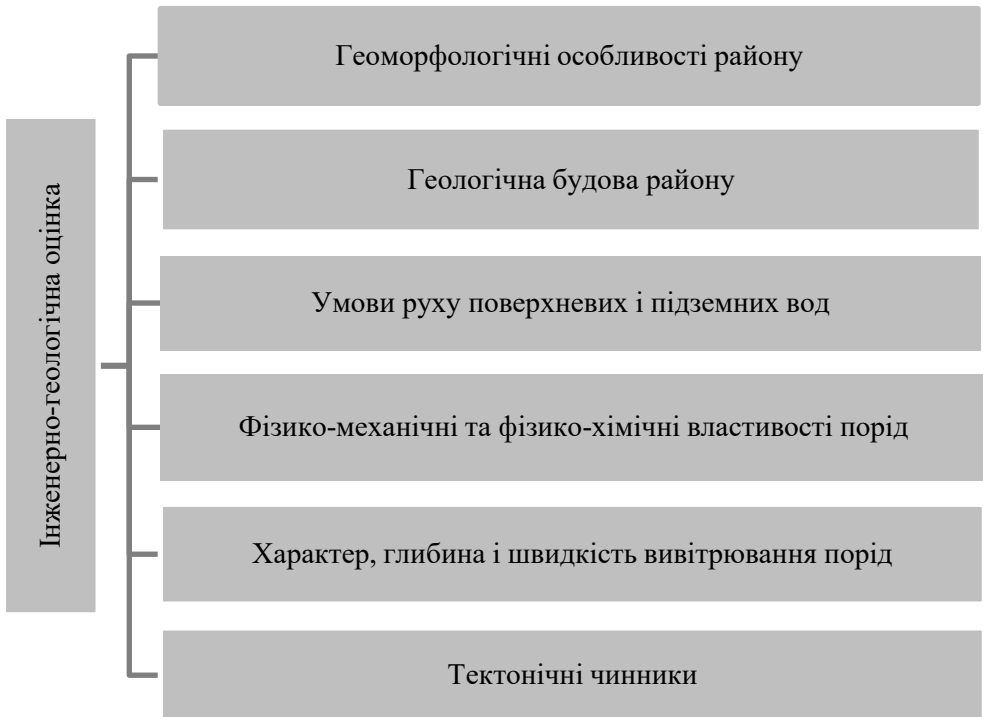 Інженерно-геологічна оцінка
Геоморфологічні особливості району
Геологічна будова району
Умови руху поверхневих і підземних вод
Фізико-механічні та фізико-хімічні властивості порід
Характер, глибина і швидкість вивітрювання порід
Тектонічні чинники